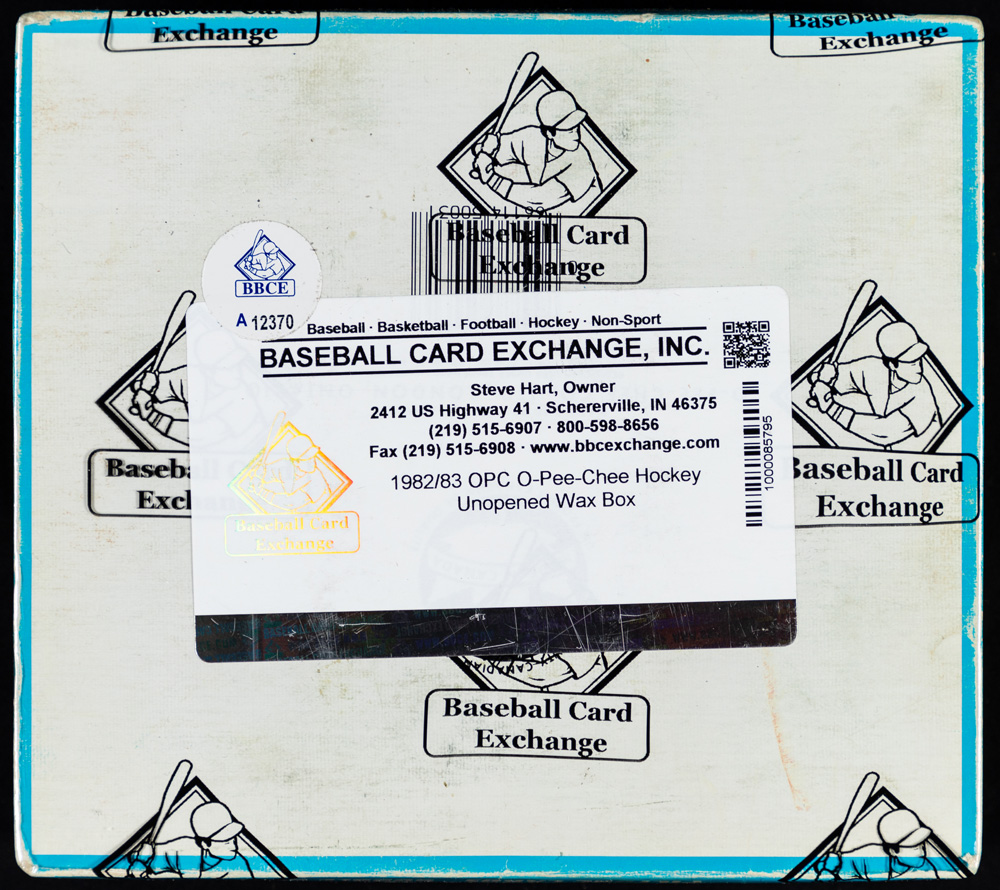 Baseball Card
Exchange
Baseball
Exchange
Baseball Card
Exchange
BBCE
A 12370
Baseball · Basketball · Football · Hockey · Non-Sport
BASEBALL CARD EXCHANGE, INC.
Steve Hart, Owner
2412 US Highway 41 · Schererville, IN 46375
(219) 515-6907 · 800-598-8656
Fax (219) 515-6908 · www.bbcexchange.com
1982/83 OPC O-Pee-Chee Hockey
Unopened Wax Box
1000085795
Baseball Card
Exchange
Baseba
Excl
Baseball Card
Exchange
Baseball Card
Exchange